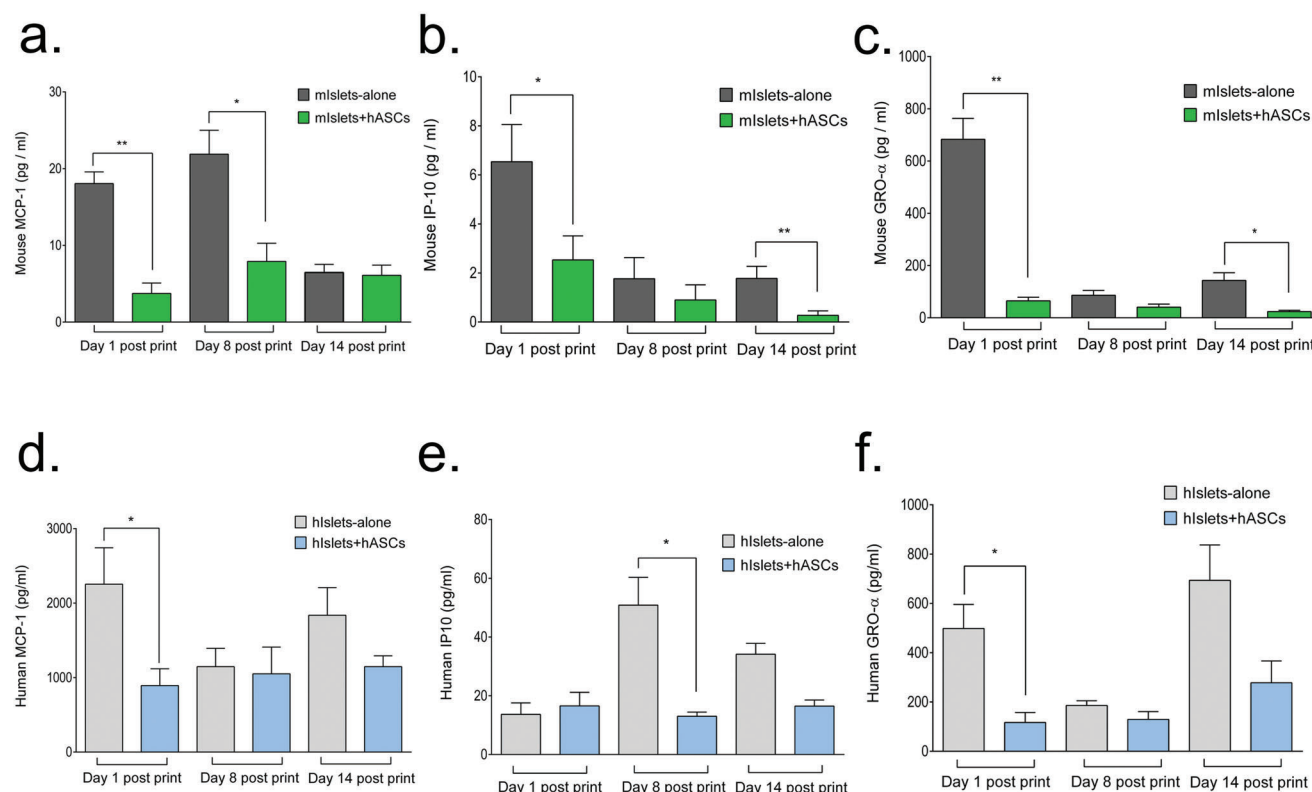 a.
Mouse MCP-1 (pg / ml)
30
20
10
0
mIslets-alone
mIslets+hASCs
**
*
Day 1 post print
Day 8 post print
Day 14 post print
b.
Mouse IP-10 (pg / ml)
10
8
6
4
2
0
mIslets-alone
mIslets+hASCs
*
**
Day 1 post print
Day 8 post print
Day 14 post print
c.
Mouse GRO-α (pg / ml)
1000
800
600
400
200
0
mIslets-alone
mIslets+hASCs
**
*
Day 1 post print
Day 8 post print
Day 14 post print
d.
Human MCP-1 (pg/ml)
3000
2000
1000
0
hIslets-alone
hIslets+hASCs
*
Day 1 post print
Day 8 post print
Day 14 post print
e.
Human IP10 (pg/ml)
80
60
40
20
0
hIslets-alone
hIslets+hASCs
*
Day 1 post print
Day 8 post print
Day 14 post print
f.
Human GRO-α (pg/ml)
1000
800
600
400
200
0
hIslets-alone
hIslets+hASCs
*
Day 1 post print
Day 8 post print
Day 14 post print